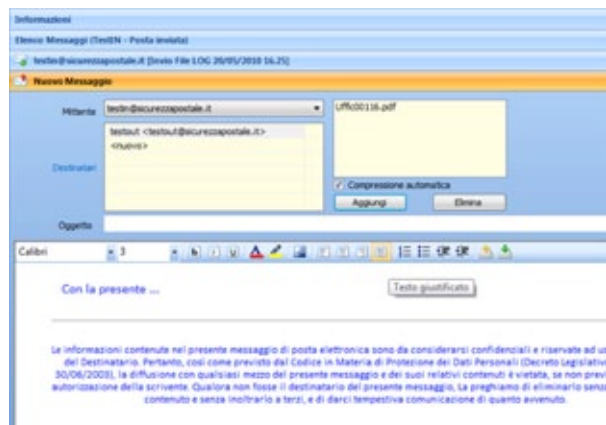 Informazioni
Elenco Messaggi (TestIN - Posta inviata)
testin@sicurezzapostale.it [Invio File LOG 20/05/2010 16.25]
Nuovo Messaggio
Mittente testin@sicurezzapostale.it Uffic00116.pdf
testout <testout@sicurezzapostale.it>
<nuovo>
Destinatari
Compressione automatica
Aggiungi Elimina
Oggetto
Calibri 3
Con la presente ... Testo giustificato
Le informazioni contenute nel presente messaggio di posta elettronica sono da considerarsi confidenziali e riservate ad us
del Destinatario. Pertanto, così come previsto dal Codice in Materia di Protezione dei Dati Personali (Decreto Legislativ
30/06/2003), la diffusione con qualsiasi mezzo del presente messaggio e dei suoi relativi contenuti è vietata, se non previ
autorizzazione della scrivente. Qualora non fosse il destinatario del presente messaggio, La preghiamo di eliminarlo senza
contenuto e senza inoltrarlo a terzi, e di darci tempestiva comunicazione di quanto avvenuto.